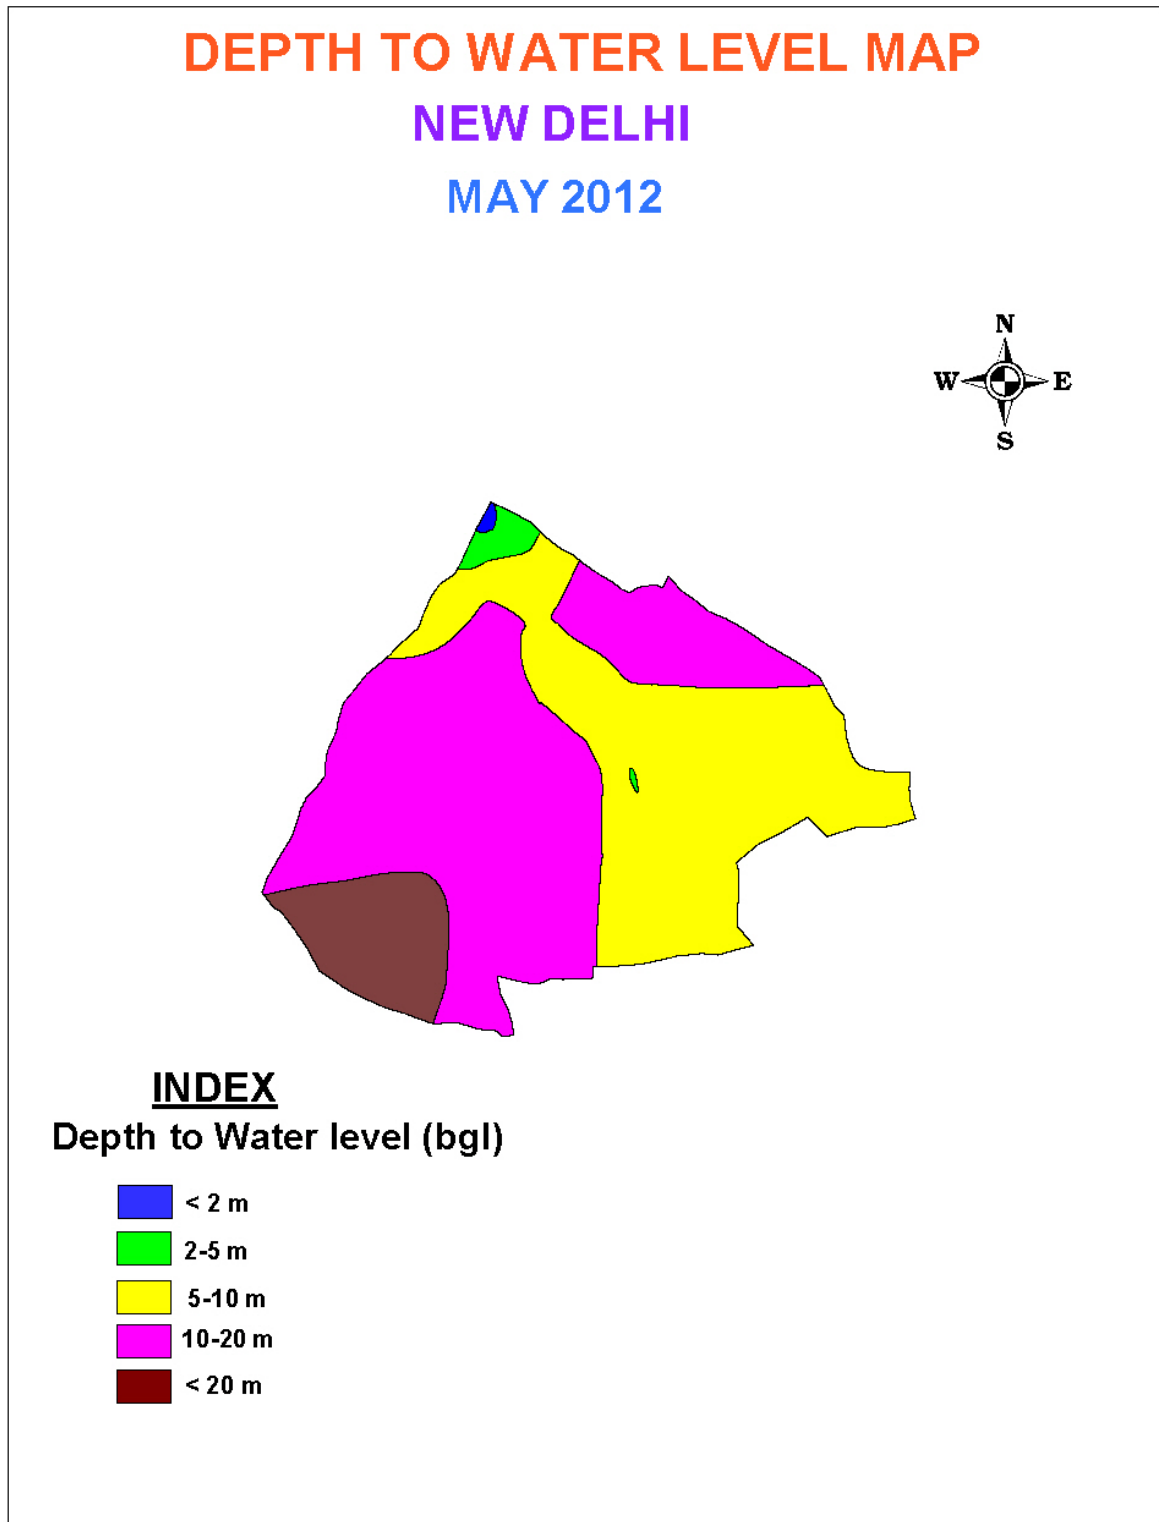 DEPTH TO WATER LEVEL MAP
NEW DELHI
MAY 2012
N
W E
S
INDEX
Depth to Water level (bgl)
< 2 m
2-5 m
5-10 m
10-20 m
< 20 m